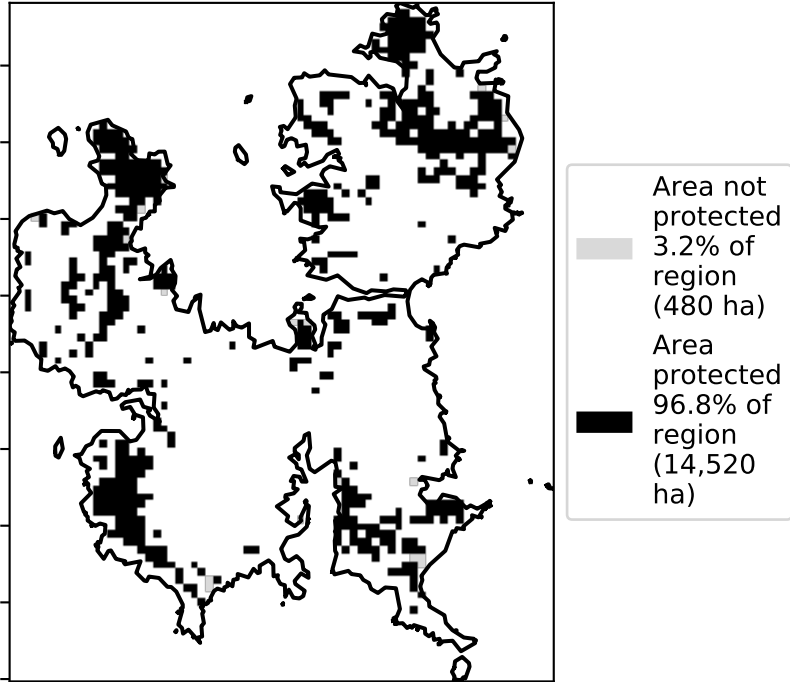 Area not
protected
3.2% of
region
(480 ha)
Area
protected
96.8% of
region
(14,520
ha)